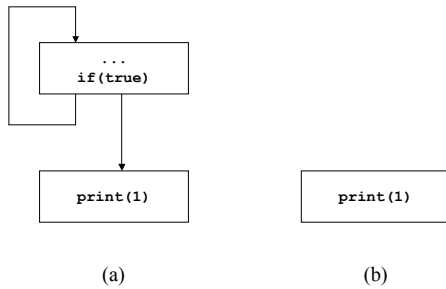 ...
if(true)
print(1)
print(1)
(a)
(b)